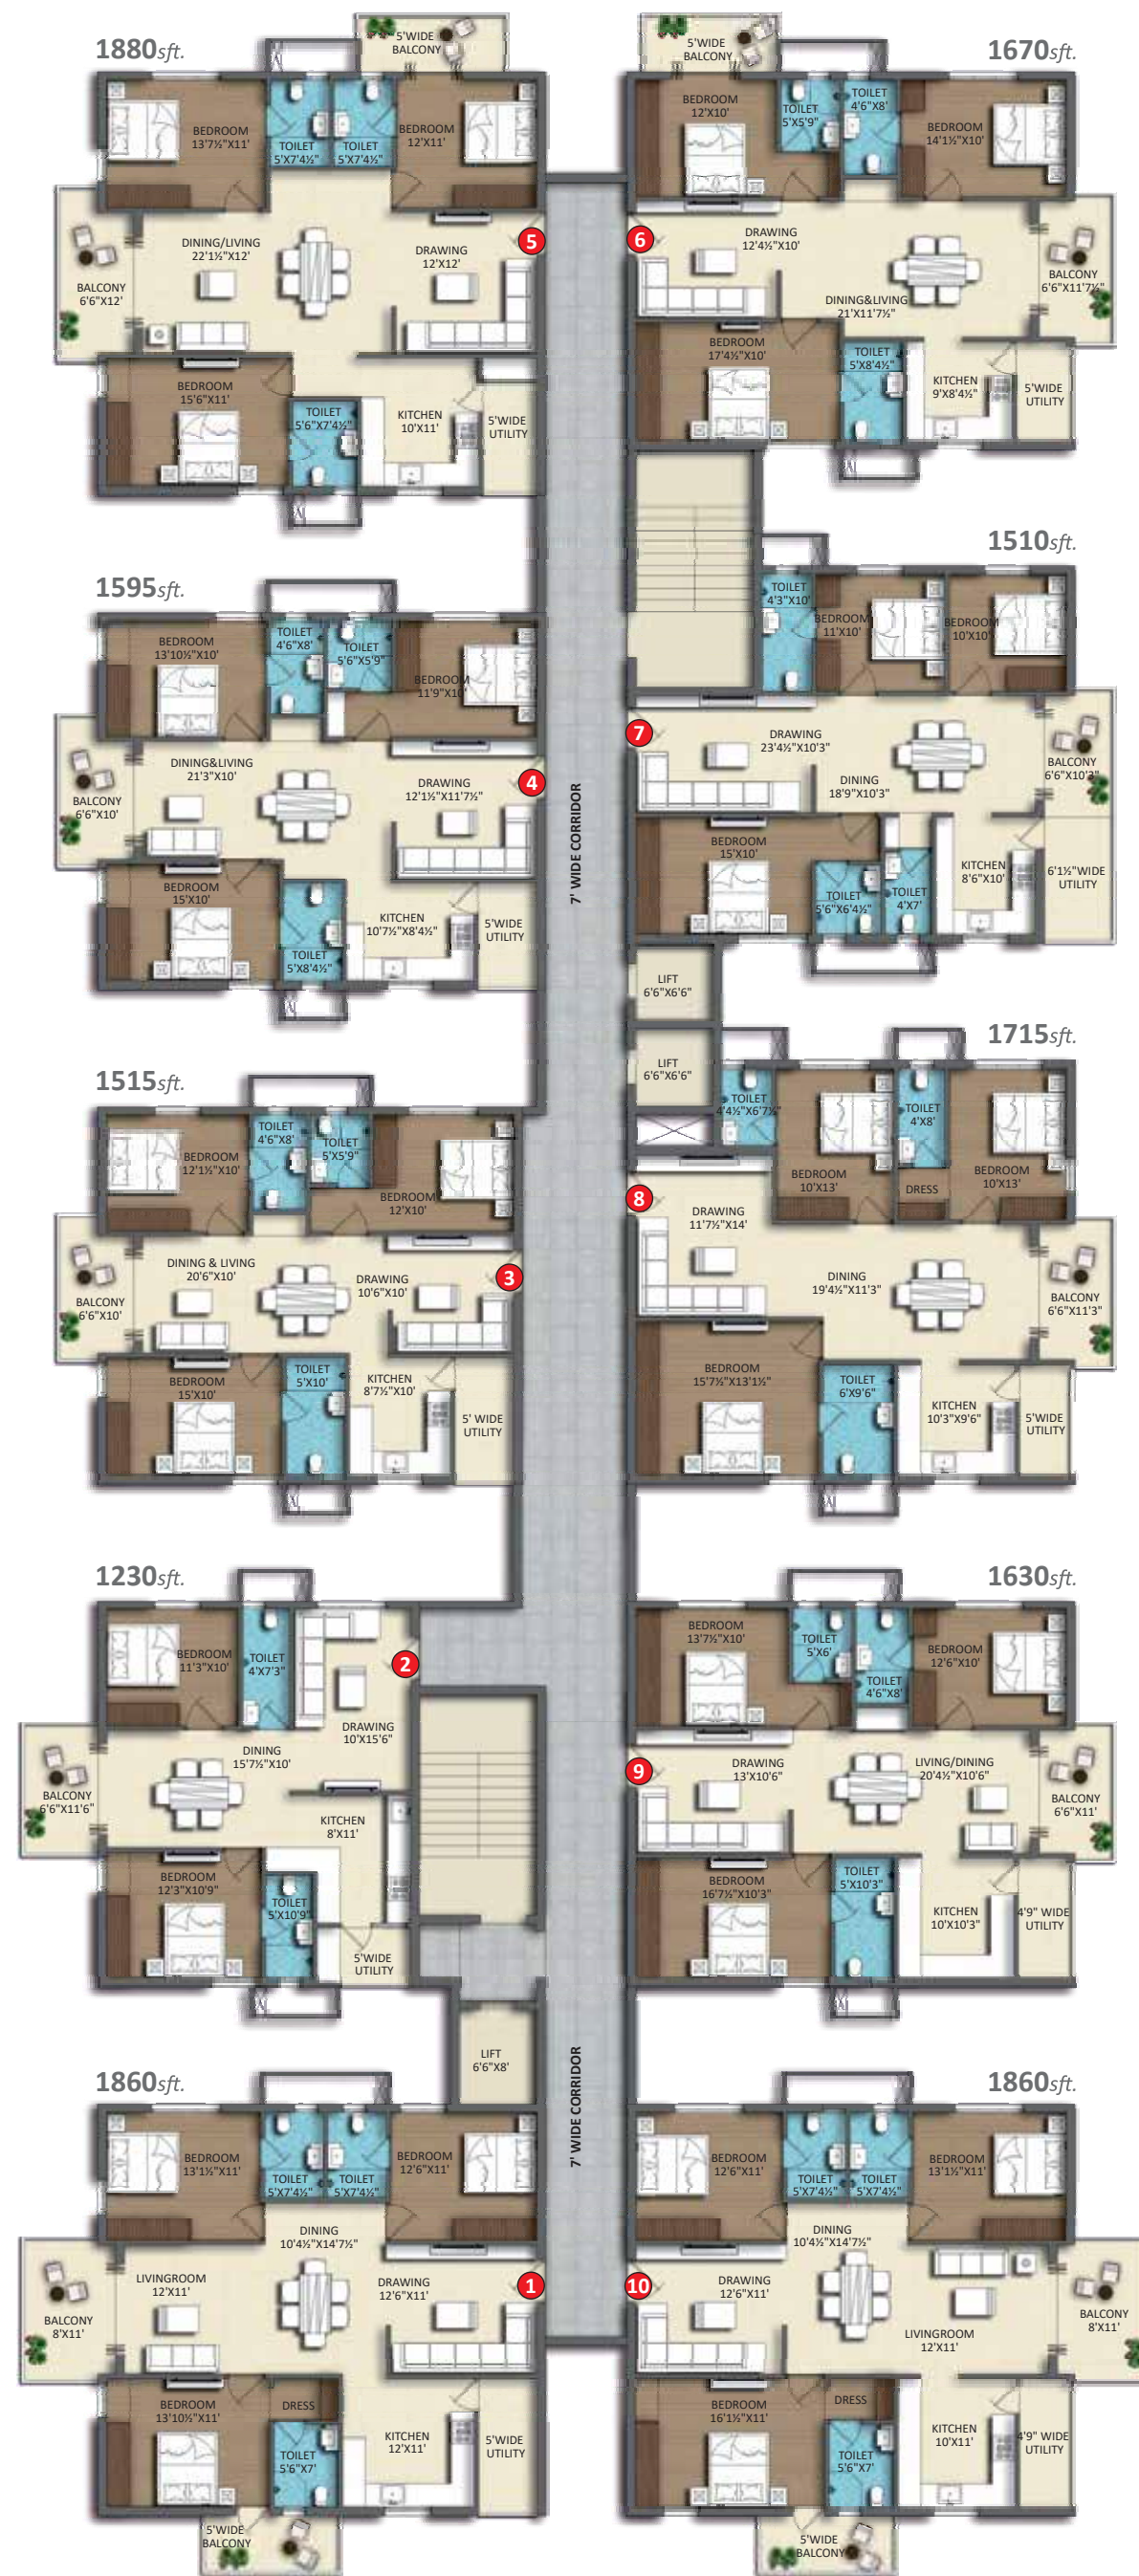 1880sft.
5'WIDE
BALCONY
BEDROOM
13'7½"X11'
TOILET
5'X7'4½"
TOILET
5'X7'4½"
BEDROOM
12'X11'
DINING/LIVING
22'1½"X12'
DRAWING
12'X12'
5
BALCONY
6'6"X12'
BEDROOM
15'6"X11'
TOILET
5'6"X7'4½"
KITCHEN
10'X11'
5'WIDE
UTILITY
1670sft.
5'WIDE
BALCONY
BEDROOM
12'X10'
TOILET
5'X5'9"
TOILET
4'6"X8'
BEDROOM
14'1½"X10'
6
DRAWING
12'4½"X10'
DINING&LIVING
21'X11'7½"
BALCONY
6'6"X11'7½"
BEDROOM
17'4½"X10'
TOILET
5'X8'4½"
KITCHEN
9'X8'4½"
5'WIDE
UTILITY
1595sft.
BEDROOM
13'10½"X10'
TOILET
4'6"X8'
TOILET
5'6"X5'9"
BEDROOM
11'9"X10'
DINING&LIVING
21'3"X10'
DRAWING
12'1½"X11'7½"
4
BALCONY
6'6"X10'
BEDROOM
15'X10'
TOILET
5'X8'4½"
KITCHEN
10'7½"X8'4½"
5'WIDE
UTILITY
7' WIDE CORRIDOR
1510sft.
TOILET
4'3"X10'
BEDROOM
11'X10'
BEDROOM
10'X10'
7
DRAWING
23'4½"X10'3"
DINING
18'9"X10'3"
BALCONY
6'6"X10'3"
BEDROOM
15'X10'
TOILET
5'6"X6'4½"
TOILET
4'X7'
KITCHEN
8'6"X10'
6'1½"WIDE
UTILITY
LIFT
6'6"X6'6"
LIFT
6'6"X6'6"
1515sft.
BEDROOM
12'1½"X10'
TOILET
4'6"X8'
TOILET
5'X5'9"
BEDROOM
12'X10'
DINING & LIVING
20'6"X10'
DRAWING
10'6"X10'
3
BALCONY
6'6"X10'
BEDROOM
15'X10'
TOILET
5'X10'
KITCHEN
8'7½"X10'
5' WIDE
UTILITY
1715sft.
TOILET
4'4½"X6'7½"
BEDROOM
10'X13'
TOILET
4'X8'
DRESS
BEDROOM
10'X13'
8
DRAWING
11'7½"X14'
DINING
19'4½"X11'3"
BALCONY
6'6"X11'3"
BEDROOM
15'7½"X13'1½"
TOILET
6'X9'6"
KITCHEN
10'3"X9'6"
5'WIDE
UTILITY
1230sft.
BEDROOM
11'3"X10'
TOILET
4'X7'3"
2
DRAWING
10'X15'6"
DINING
15'7½"X10'
BALCONY
6'6"X11'6"
KITCHEN
8'X11'
BEDROOM
12'3"X10'9"
TOILET
5'X10'9"
5'WIDE
UTILITY
LIFT
6'6"X8'
1630sft.
BEDROOM
13'7½"X10'
TOILET
5'X6'
TOILET
4'6"X8'
BEDROOM
12'6"X10'
9
DRAWING
13'X10'6"
LIVING/DINING
20'4½"X10'6"
BALCONY
6'6"X11'
BEDROOM
16'7½"X10'3"
TOILET
5'X10'3"
KITCHEN
10'X10'3"
4'9" WIDE
UTILITY
7' WIDE CORRIDOR
1860sft.
BEDROOM
13'1½"X11'
TOILET
5'X7'4½"
TOILET
5'X7'4½"
BEDROOM
12'6"X11'
DINING
10'4½"X14'7½"
LIVINGROOM
12'X11'
DRAWING
12'6"X11'
1
BALCONY
8'X11'
BEDROOM
13'10½"X11'
DRESS
TOILET
5'6"X7'
KITCHEN
12'X11'
5'WIDE
UTILITY
5'WIDE
BALCONY
1860sft.
BEDROOM
12'6"X11'
TOILET
5'X7'4½"
TOILET
5'X7'4½"
BEDROOM
13'1½"X11'
DINING
10'4½"X14'7½"
10
DRAWING
12'6"X11'
LIVINGROOM
12'X11'
BALCONY
8'X11'
BEDROOM
16'1½"X11'
DRESS
TOILET
5'6"X7'
KITCHEN
10'X11'
4'9" WIDE
UTILITY
5'WIDE
BALCONY